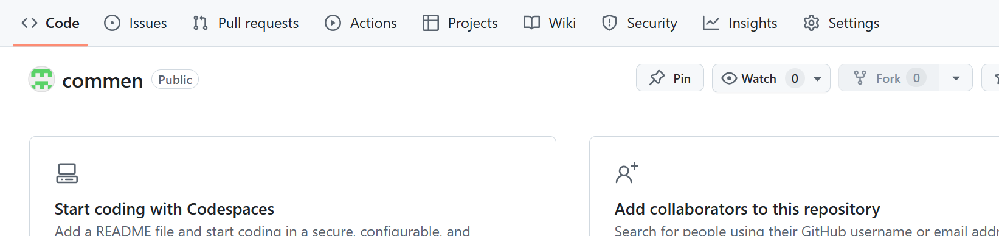 Code Issues Pull requests Actions Projects Wiki Security Insights Settings
commen Public Pin Watch 0 Fork 0
Start coding with Codespaces
Add a README file and start coding in a secure, configurable, and
Add collaborators to this repository
Search for people using their GitHub username or email